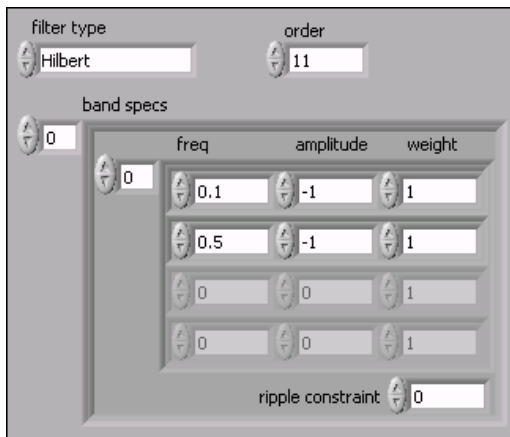 filter type order
Hilbert 11
band specs
0
freq amplitude weight
0
0.1 -1 1
0.5 -1 1
0 0 1
0 0 1
ripple constraint 0